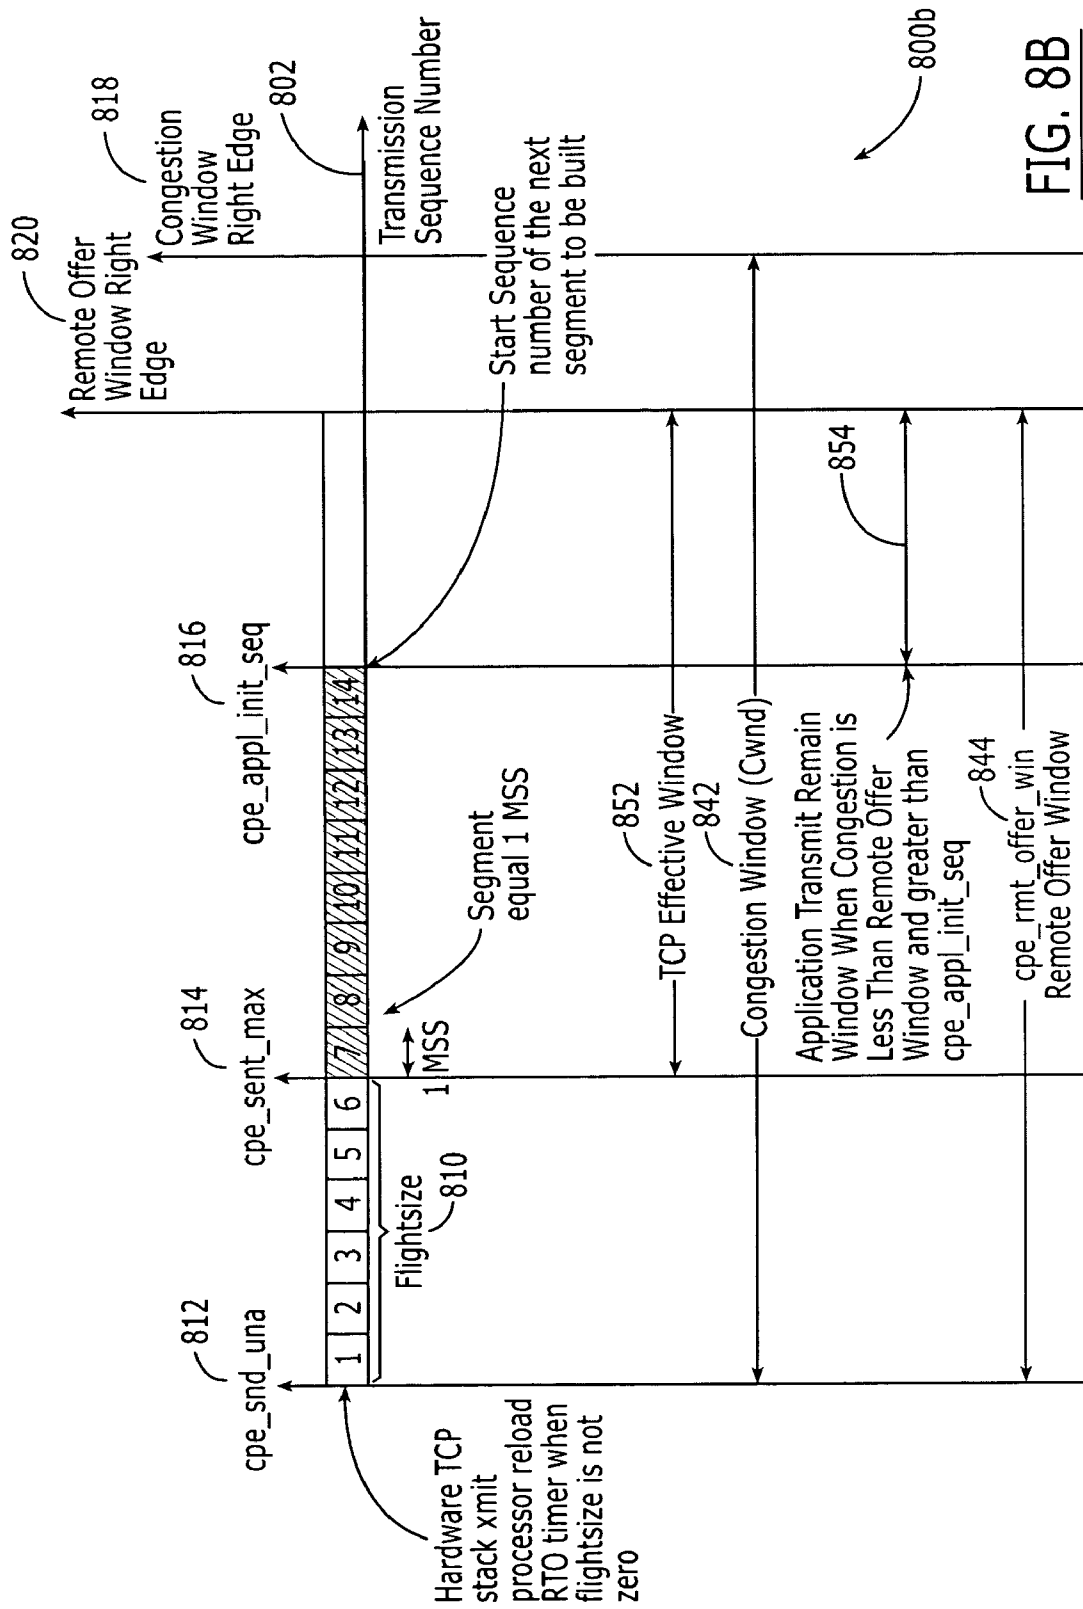 820
Remote Offer
Window Right
Edge
818
Congestion
Window
Right Edge
802
Transmission
Sequence Number
812
cpe_snd_una
814
cpe_sent_max
816
cpe_appl_init_seq
1 2 3 4 5 6 7 8 9 10 11 12 13 14
Hardware TCP
stack xmit
processor reload
RTO timer when
flightsize is not
zero
Flightsize
810
1 MSS
Segment
equal 1 MSS
Start Sequence
number of the next
segment to be built
852
TCP Effective Window
842
Congestion Window (Cwnd)
854
Application Transmit Remain
Window When Congestion is
Less Than Remote Offer
Window and greater than
cpe_appl_init_seq
844
cpe_rmt_offer_win
Remote Offer Window
800b
FIG. 8B